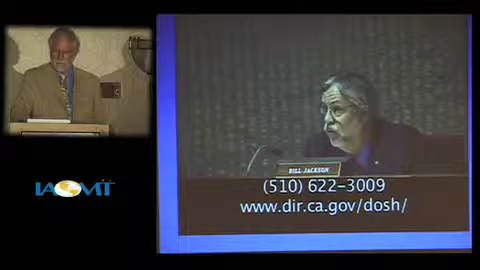 IAOMT
BILL JACKSON
(510) 622-3009
www.dir.ca.gov/dosh/